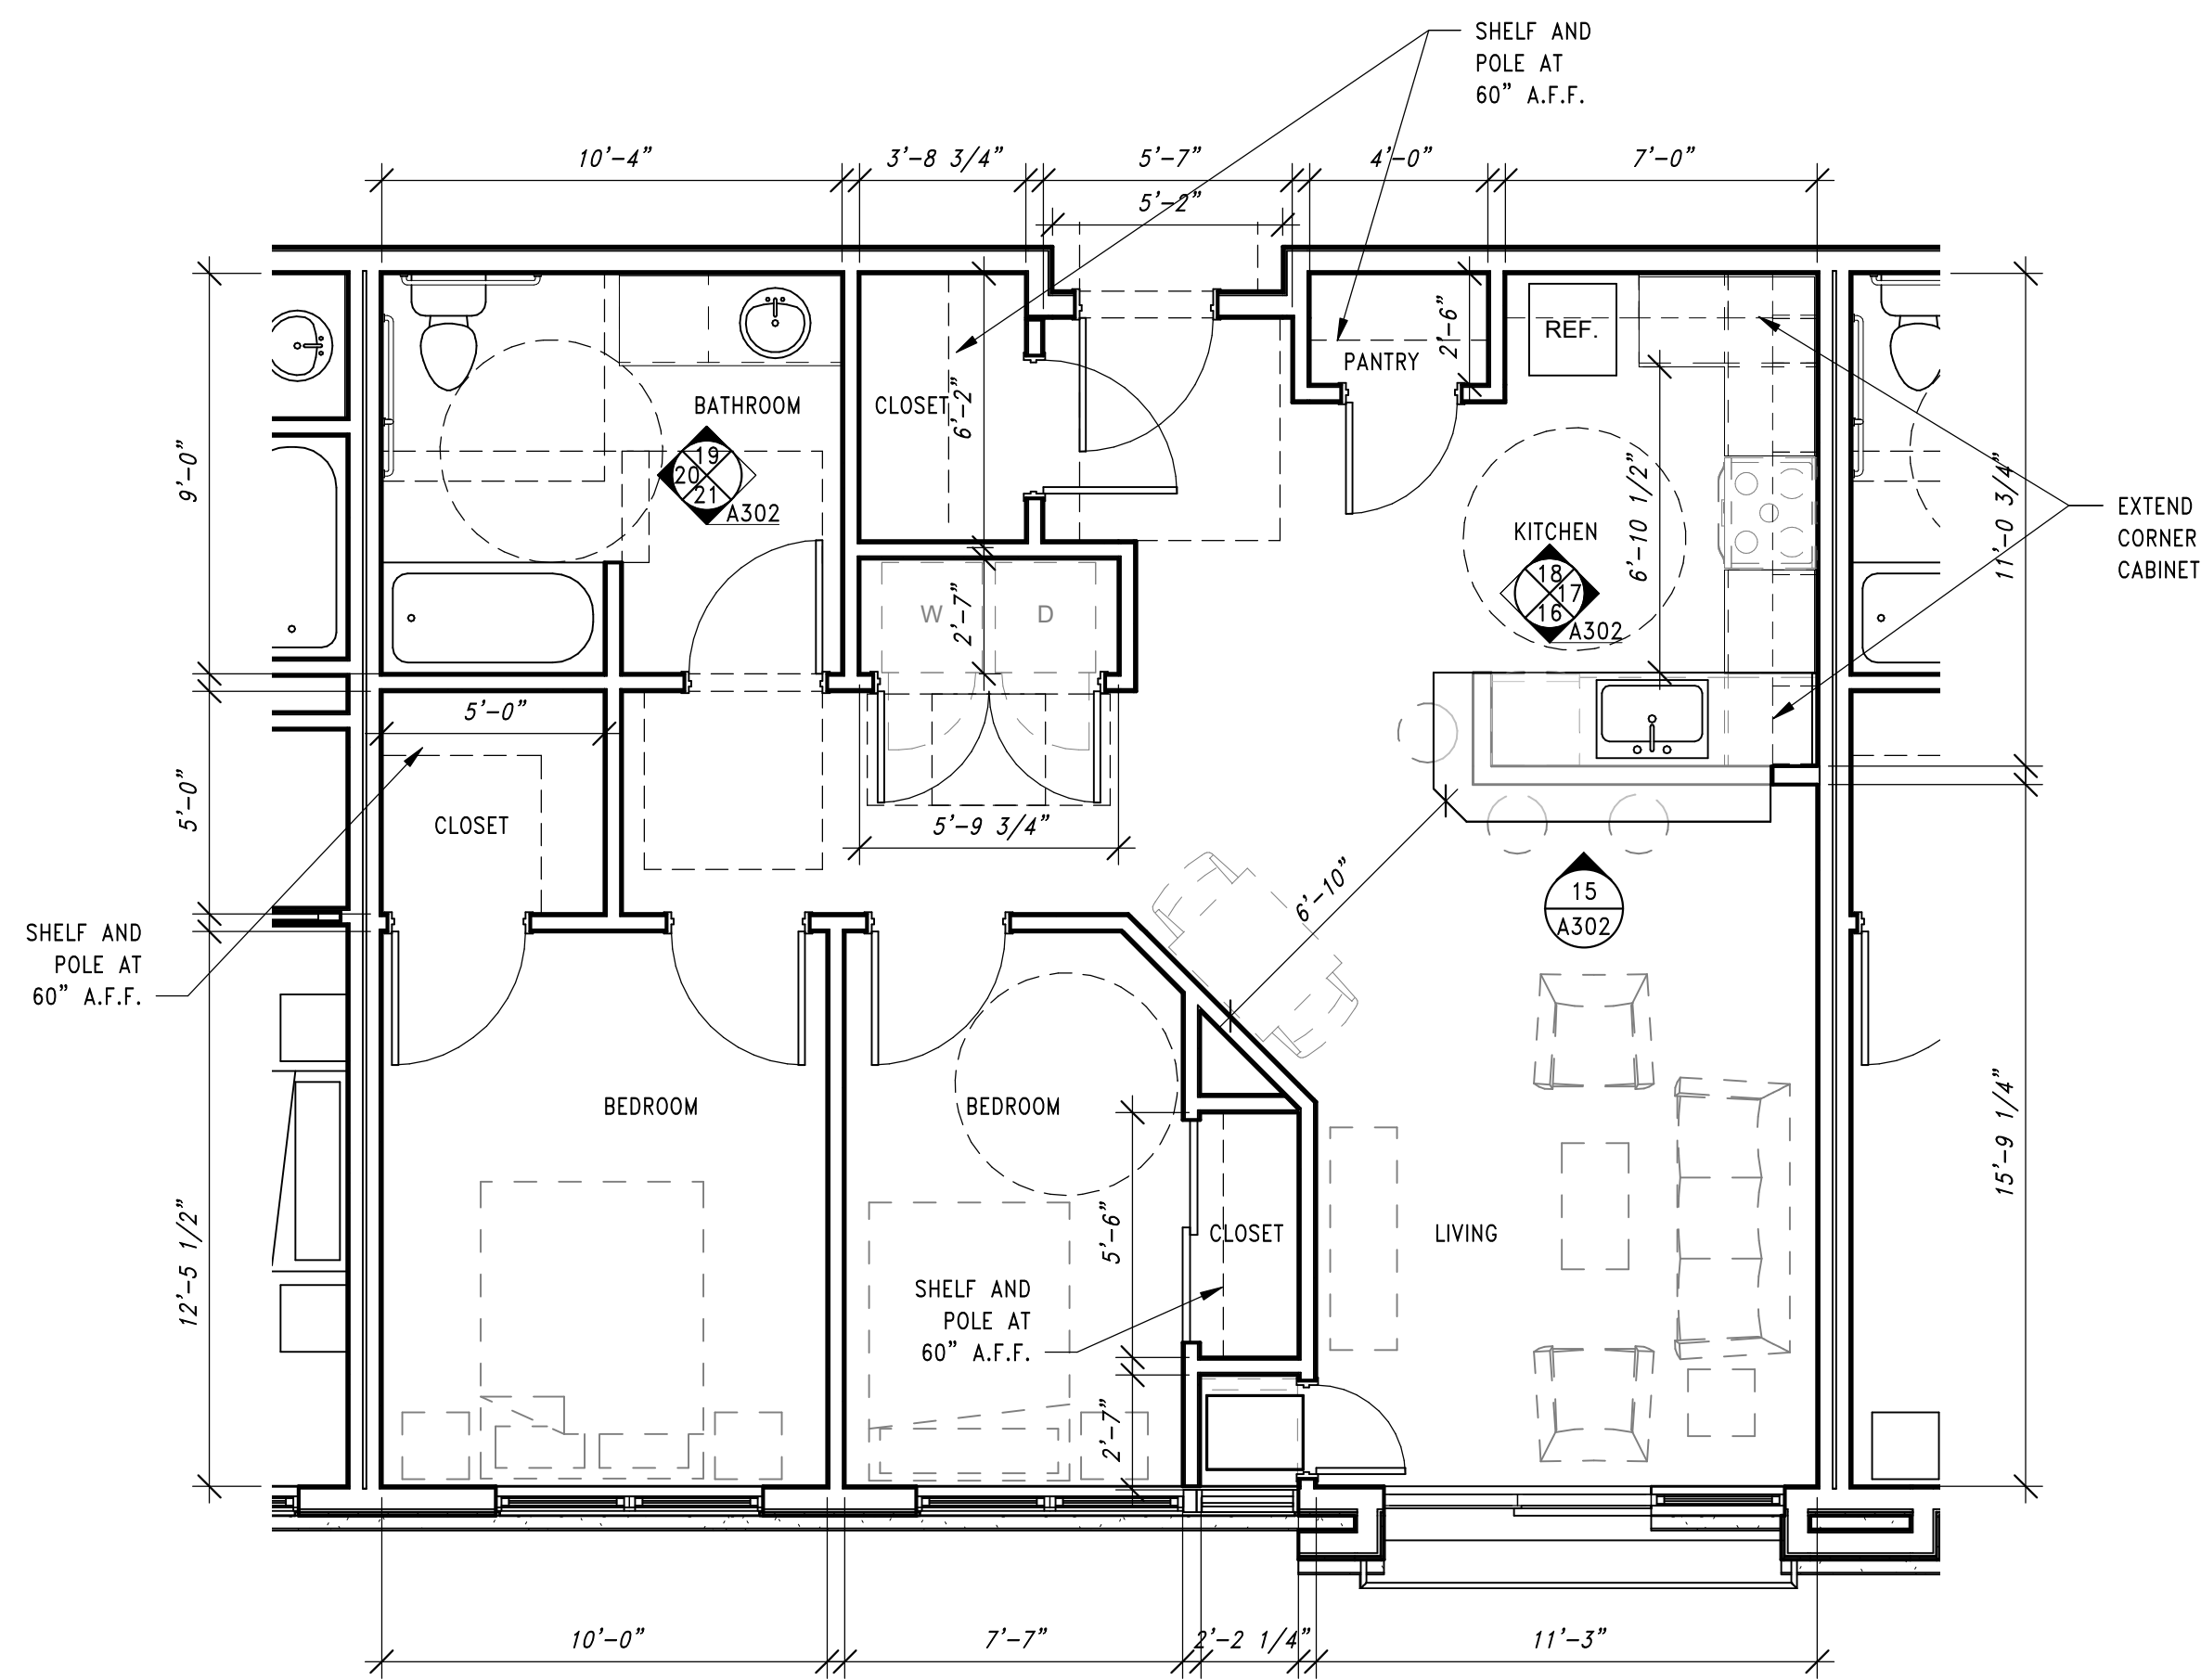 SHELF AND
POLE AT
60” A.F.F.
10’-4”
3’-8 3/4”
5’-7”
4’-0”
7’-0”
5’-2”
REF.
2’-6”
PANTRY
BATHROOM
CLOSET
6’-2”
9’-0”
19
20
21
A302
6’-10 1/2”
11’-0 3/4”
EXTEND
CORNER
CABINET
KITCHEN
18
17
16
A302
W
D
2’-7”
5’-0”
5’-0”
CLOSET
5’-9 3/4”
6’-10”
15
A302
SHELF AND
POLE AT
60” A.F.F.
BEDROOM
BEDROOM
15’-9 1/4”
12’-5 1/2”
5’-6”
CLOSET
LIVING
SHELF AND
POLE AT
60” A.F.F.
2’-7”
10’-0”
7’-7”
2’-2 1/4”
11’-3”